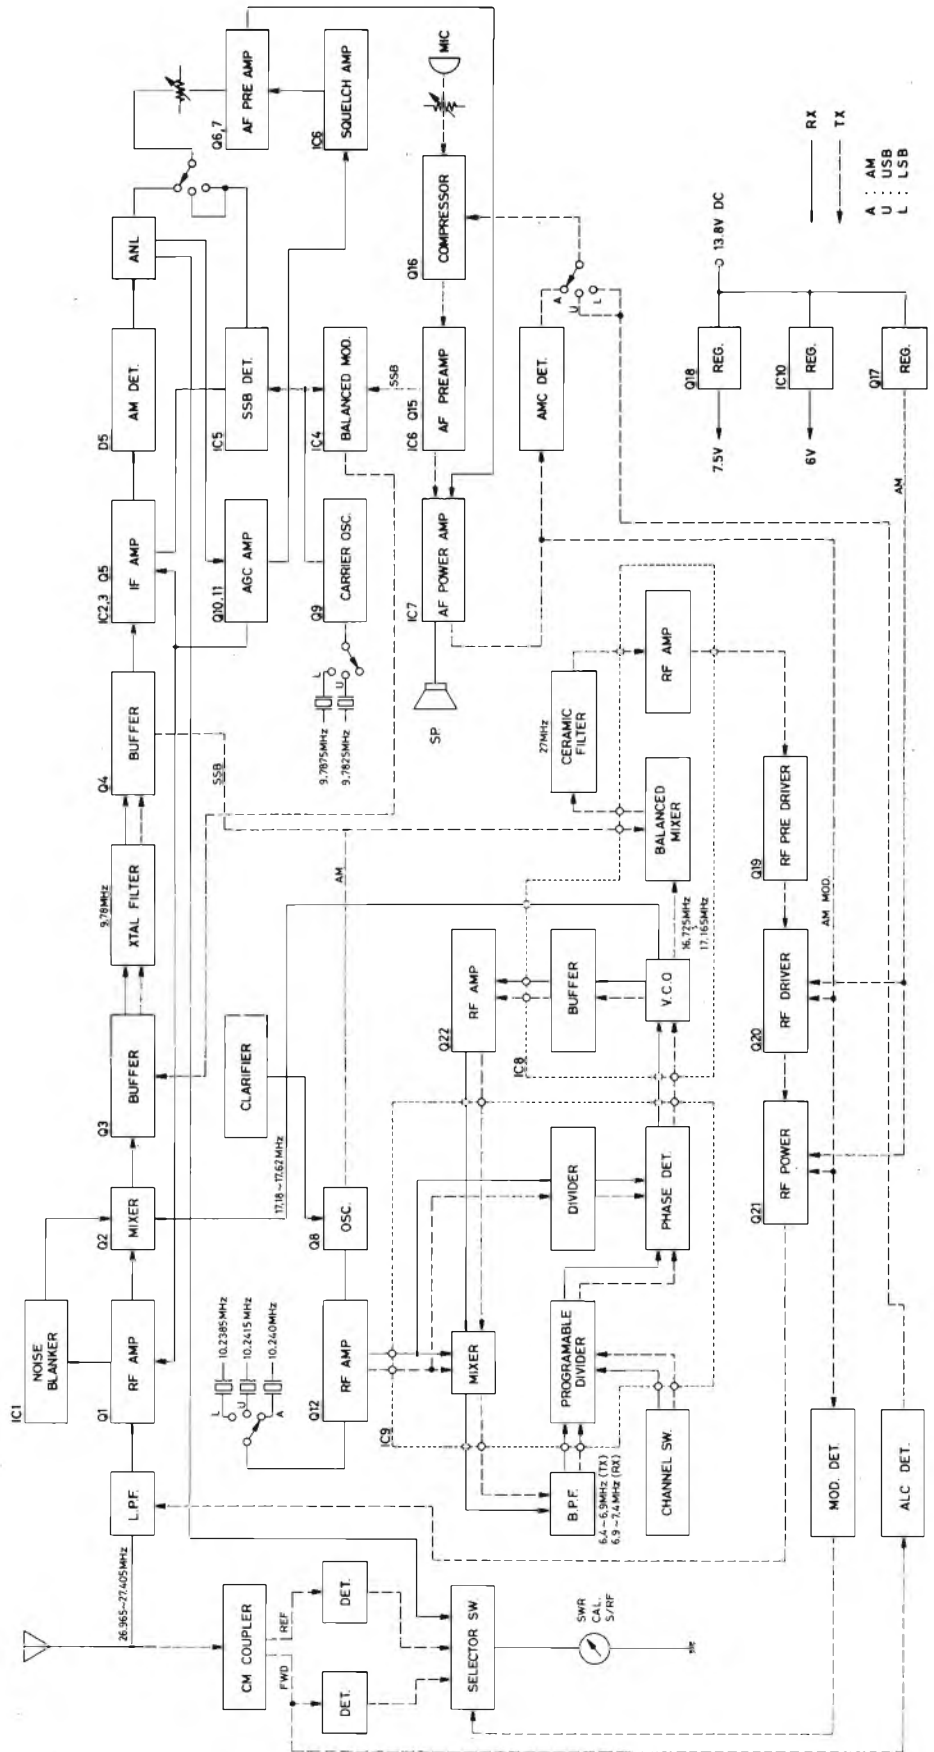 IC1
NOISE
BLANKER
26.965~27.405MHz
L.P.F.
Q1
RF AMP
Q2
MIXER
Q3
BUFFER
9.78MHz
XTAL FILTER
Q4
BUFFER
IC2,3 Q5
IF AMP
D5
AM DET.
ANL
Q6,7
AF PRE AMP
IC6
SQUELCH AMP
CLARIFIER
17.18~17.62MHz
SSB
Q10,11
AGC AMP
IC5
SSB DET.
IC4
BALANCED MOD.
Q9
CARRIER OSC.
L
U
9.7875MHz
9.7825MHz
CM COUPLER
FWD
REF
DET.
DET.
SELECTOR SW.
SWR
CAL.
S/RF
L
U
A
10.2385MHz
10.2415MHz
10.240MHz
Q12
RF AMP
Q8
OSC.
AM
SSB
IC6 Q15
AF PREAMP
Q16
COMPRESSOR
MIC
IC7
AF POWER AMP
SP
AMC DET.
A
U
L
Q22
RF AMP
IC9
MIXER
B.P.F.
6.4~6.9MHz (TX)
6.9~7.4MHz (RX)
PROGRAMABLE
DIVIDER
CHANNEL SW.
DIVIDER
PHASE DET.
IC8
BUFFER
V.C.O
16.725MHz
17.165MHz
BALANCED
MIXER
27MHz
CERAMIC
FILTER
RF AMP
Q21
RF POWER
Q20
RF DRIVER
Q19
RF PRE DRIVER
AM MOD.
AM
MOD. DET.
ALC DET.
7.5V
Q18
REG.
13.8V DC
6V
IC10
REG.
Q17
REG.
RX
TX
A : AM
U : USB
L : LSB